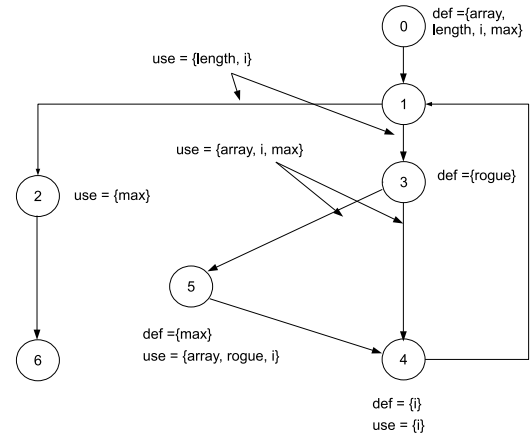 0
def ={array,
length, i, max}
use = {length, i}
1
use = {array, i, max}
3
def ={rogue}
2
use = {max}
5
def ={max}
use = {array, rogue, i}
6
4
def = {i}
use = {i}